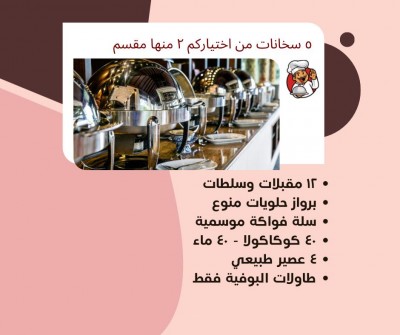 ٥ سخانات من اختياركم ٢ منها مقسم
١٢ مقبلات وسلطات
برواز حلويات منوع
سلة فواكة موسمية
٤٠ كوكاكولا - ٤٠ ماء
٤ عصير طبيعي
طاولات البوفية فقط